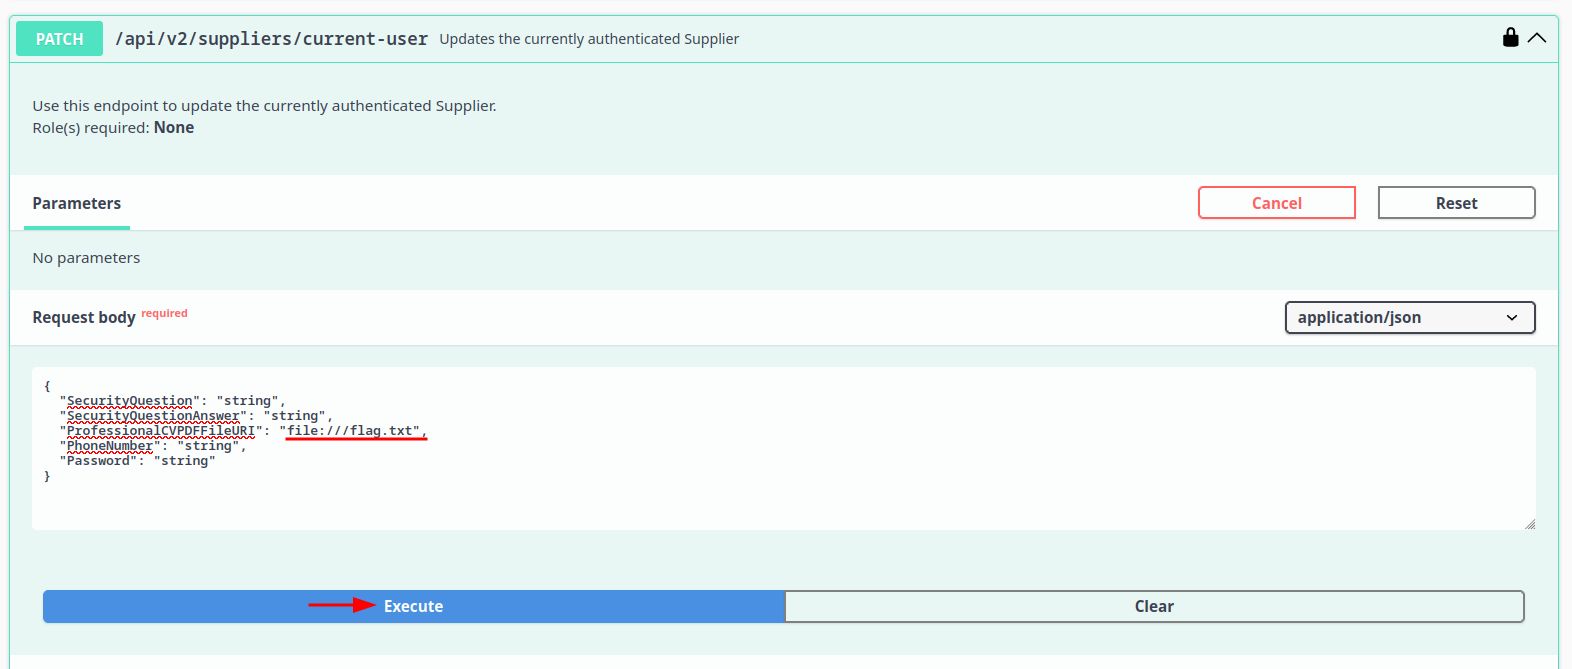 PATCH /api/v2/suppliers/current-user Updates the currently authenticated Supplier
Use this endpoint to update the currently authenticated Supplier.
Role(s) required: None
Parameters Cancel Reset
No parameters
Request body required application/json
{
"SecurityQuestion": "string",
"SecurityQuestionAnswer": "string",
"ProfessionalCVPDFFileURI": "file:///flag.txt",
"PhoneNumber": "string",
"Password": "string"
}
Execute Clear